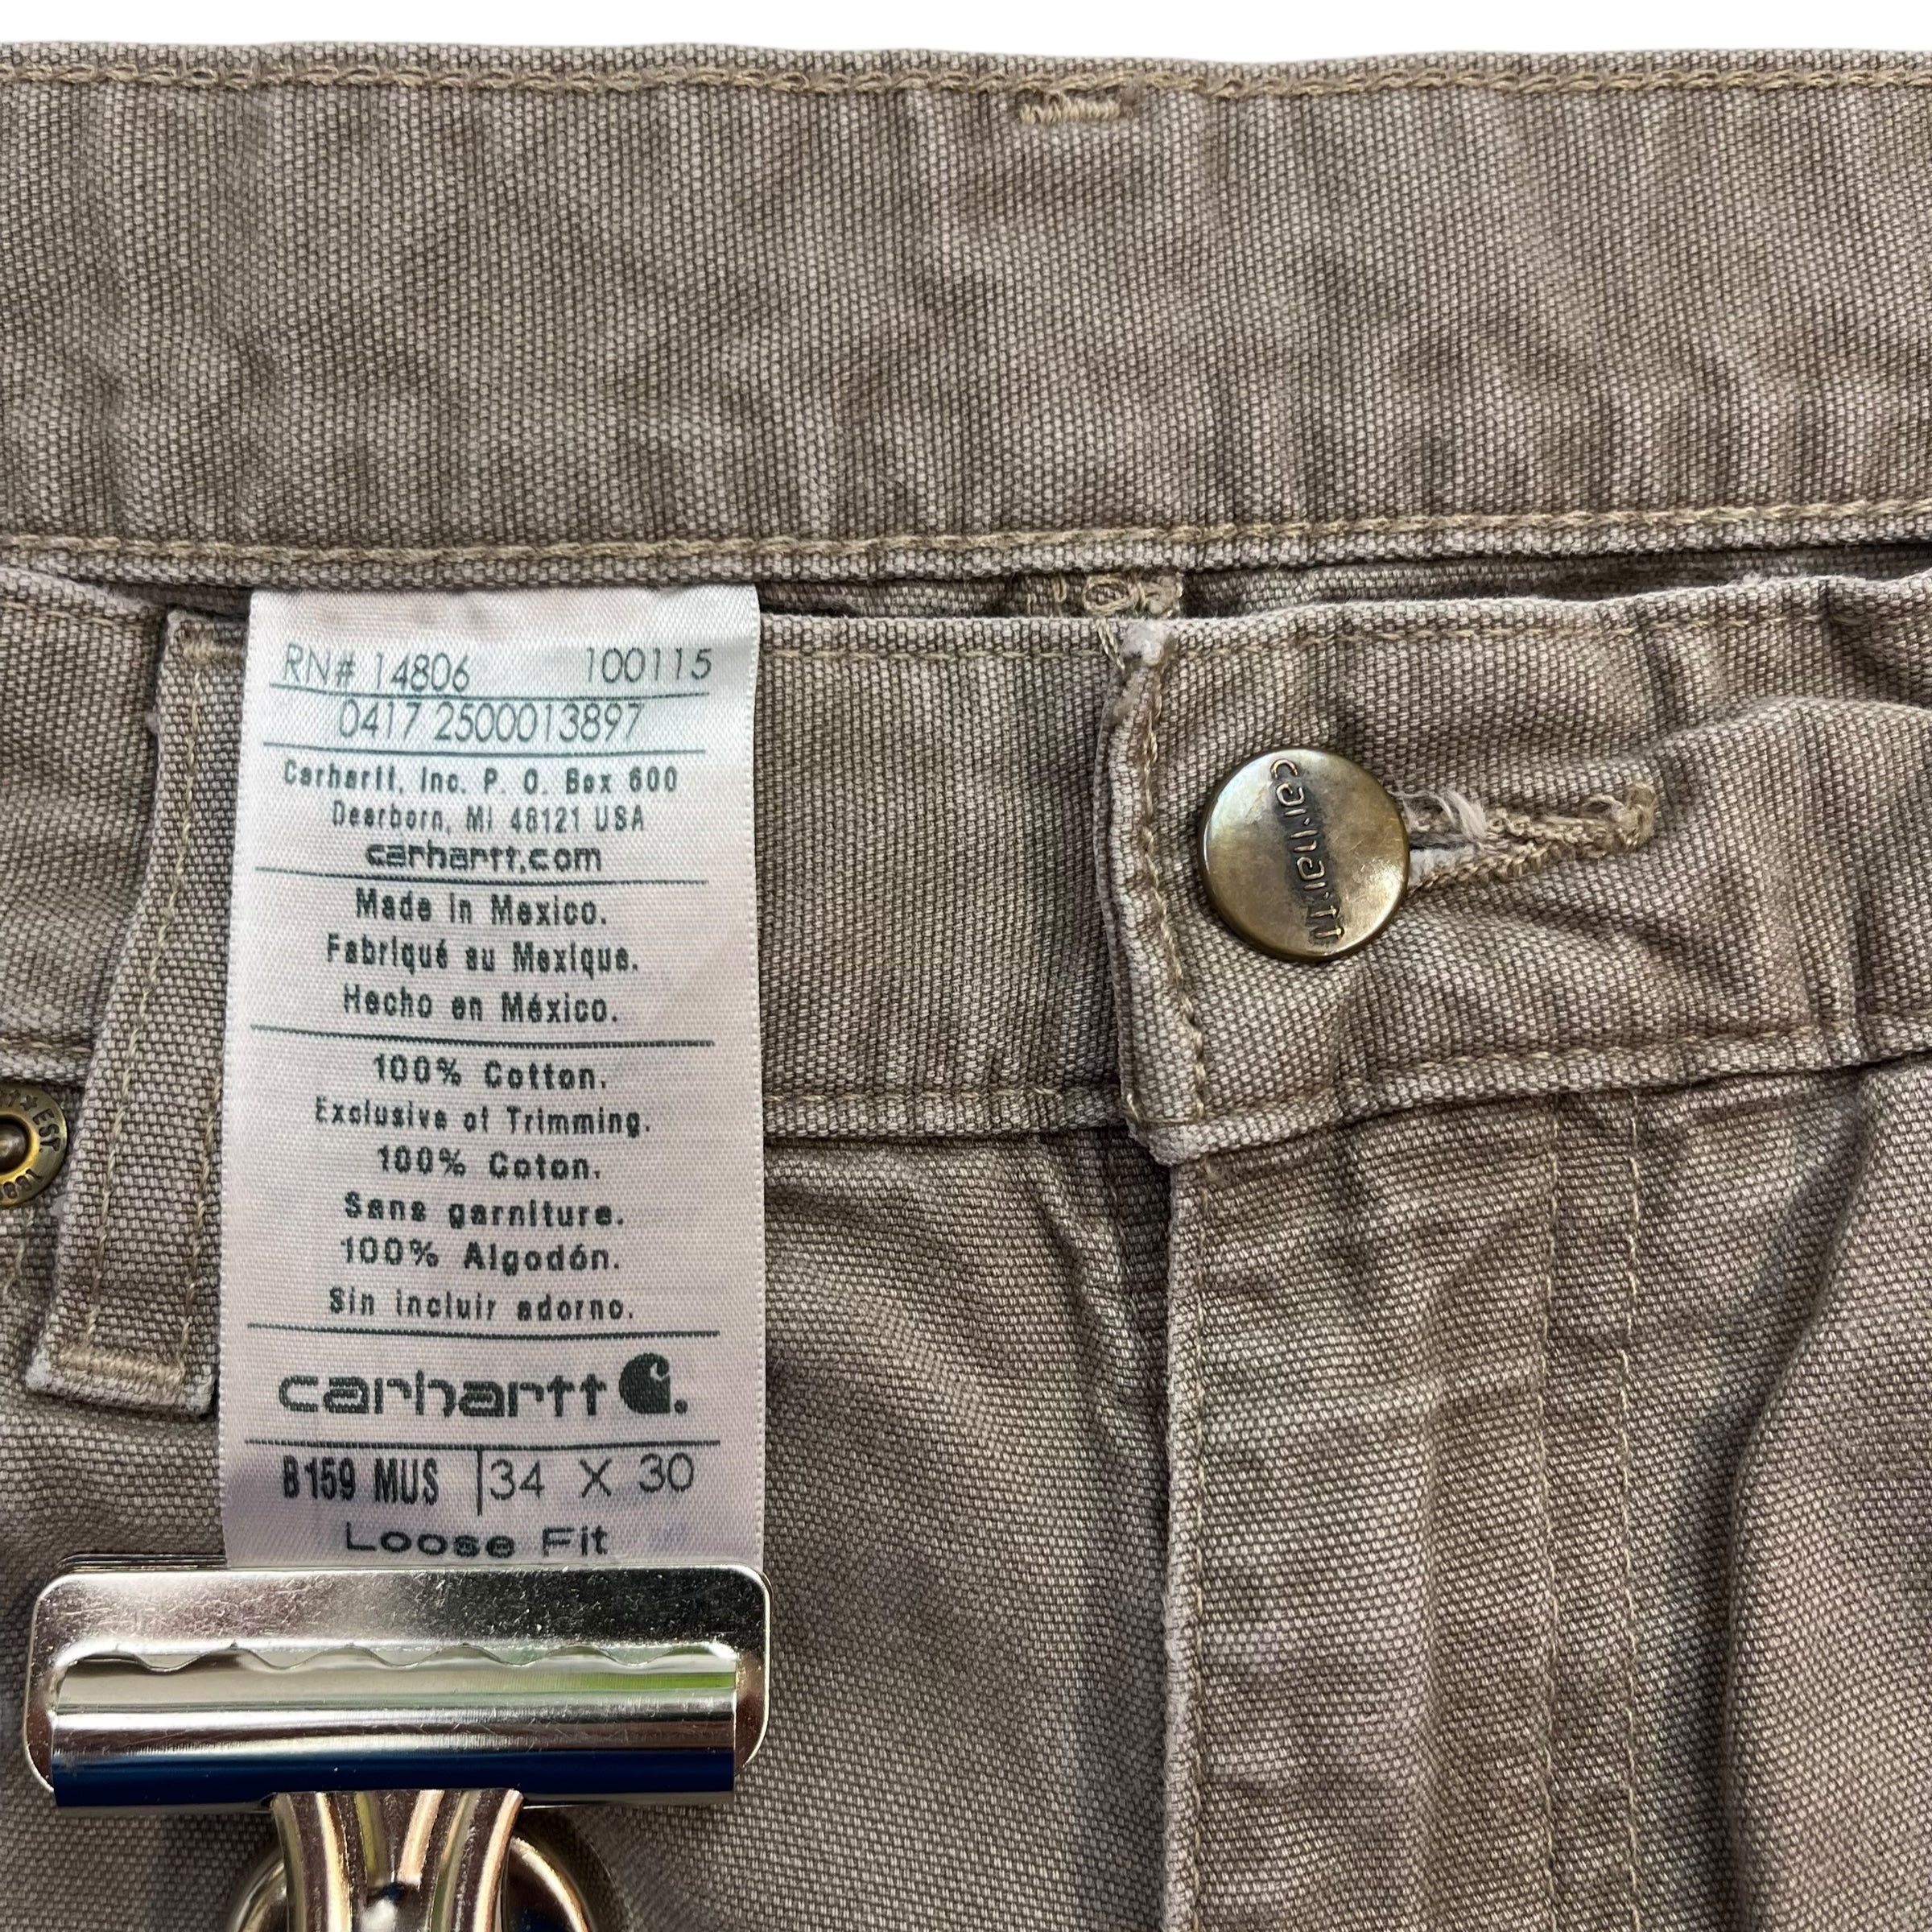 RN# 14806 100115
0417 2500013897
Carhartt, Inc. P. O. Box 600
Dearborn, MI 48121 USA
carhartt.com
Made in Mexico.
Fabriqué au Mexique.
Hecho en México.
100% Cotton.
Exclusive of Trimming.
100% Coton.
Sans garniture.
100% Algodón.
Sin incluir adorno.
carhartt
B159 MUS 34 X 30
Loose Fit
carhartt
EST